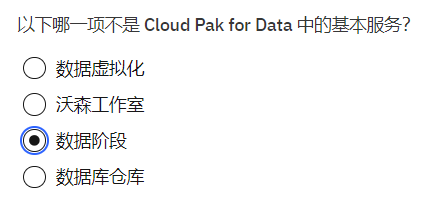 以下哪一项不是 Cloud Pak for Data 中的基本服务?
数据虚拟化
沃森工作室
数据阶段
数据库仓库